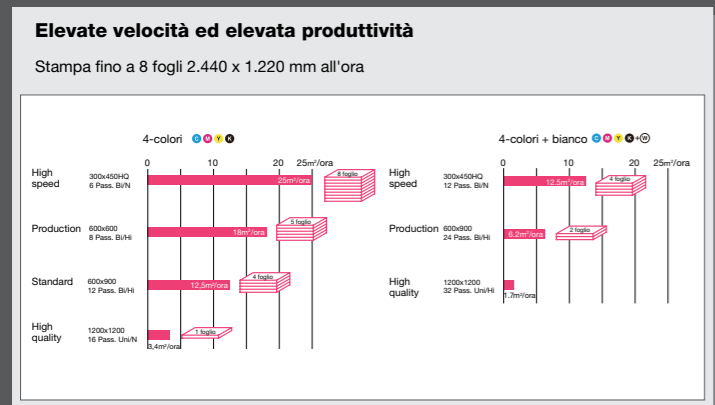 Elevate velocità ed elevata produttività
Stampa fino a 8 fogli 2.440 x 1.220 mm all'ora
4-colori C M Y K
0 10 20 25m²/ora
High speed 300x450HQ 6 Pass. Bi/N 25m²/ora 8 foglio
Production 600x600 8 Pass. Bi/Hi 18m²/ora 5 foglio
Standard 600x900 12 Pass. Bi/Hi 12,5m²/ora 4 foglio
High quality 1200x1200 16 Pass. Uni/N 3,4m²/ora 1 foglio
4-colori + bianco C M Y K + W
0 10 20 25m²/ora
High speed 300x450HQ 12 Pass. Bi/N 12.5m²/ora 4 foglio
Production 600x900 24 Pass. Bi/Hi 6.2m²/ora 2 foglio
High quality 1200x1200 32 Pass. Uni/Hi 1.7m²/ora